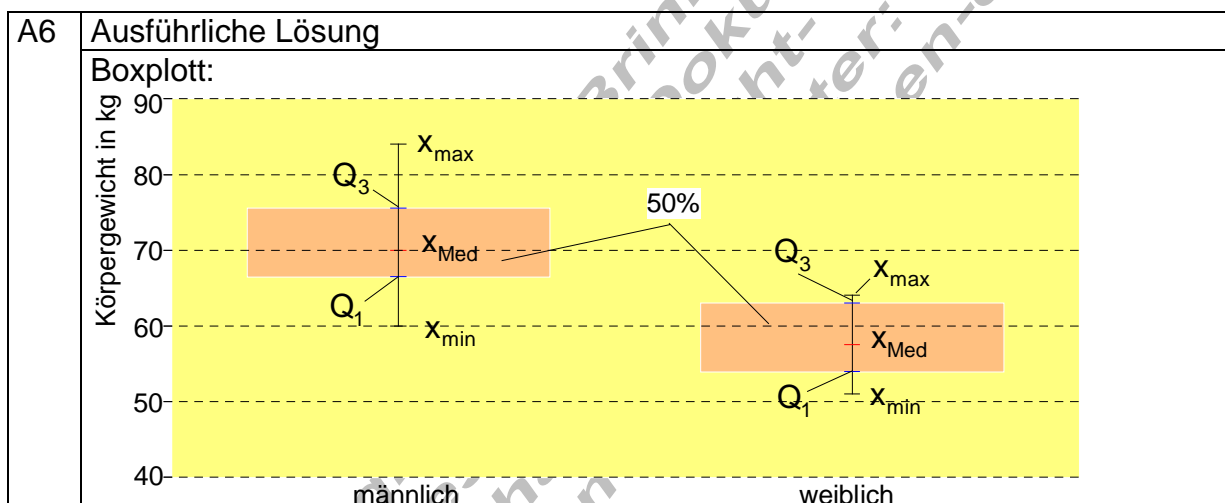 A6 Ausführliche Lösung
Boxplott:
Körpergewicht in kg
90
80
70
60
50
40
x_max
Q_3
50%
x_Med
Q_1
x_min
Q_3
x_max
x_Med
Q_1
x_min
männlich
weiblich